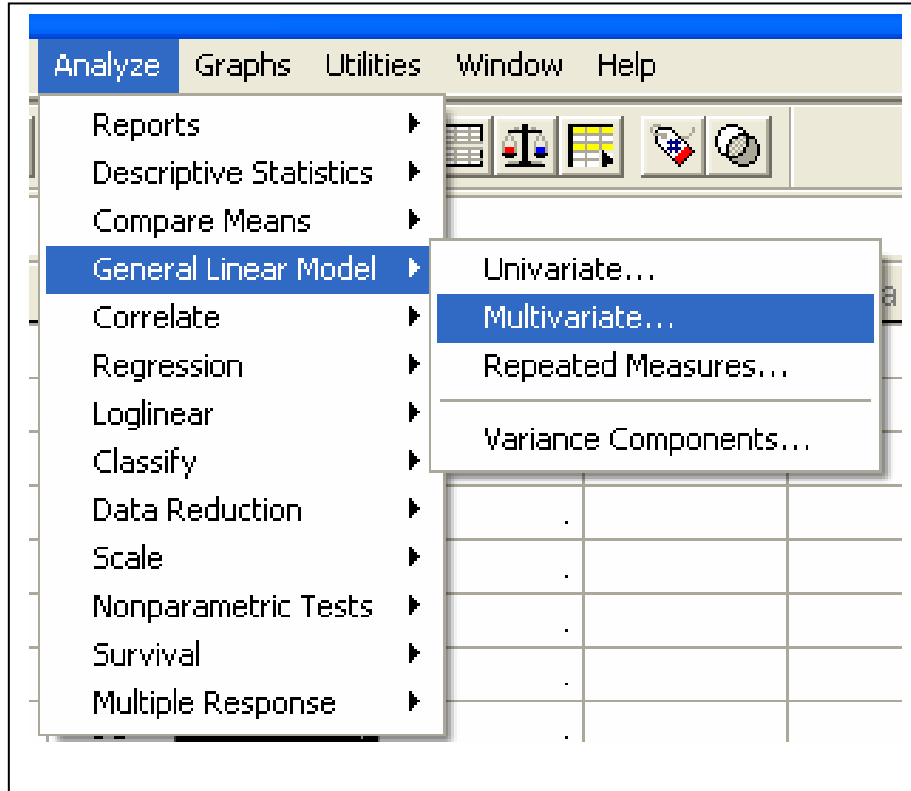 Analyze Graphs Utilities Window Help
Reports
Descriptive Statistics
Compare Means
General Linear Model
Correlate
Regression
Loglinear
Classify
Data Reduction
Scale
Nonparametric Tests
Survival
Multiple Response
Univariate...
Multivariate...
Repeated Measures...
Variance Components...